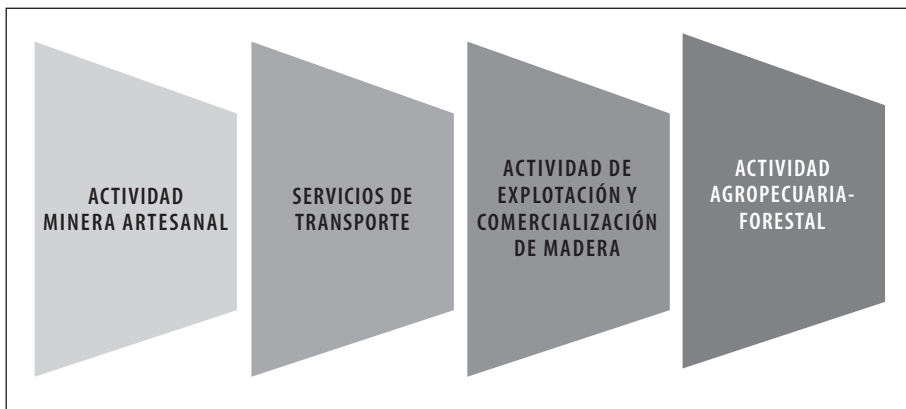 ACTIVIDAD
MINERA ARTESANAL
SERVICIOS DE
TRANSPORTE
ACTIVIDAD DE
EXPLOTACIÓN Y
COMERCIALIZACIÓN
DE MADERA
ACTIVIDAD
AGROPECUARIA-
FORESTAL